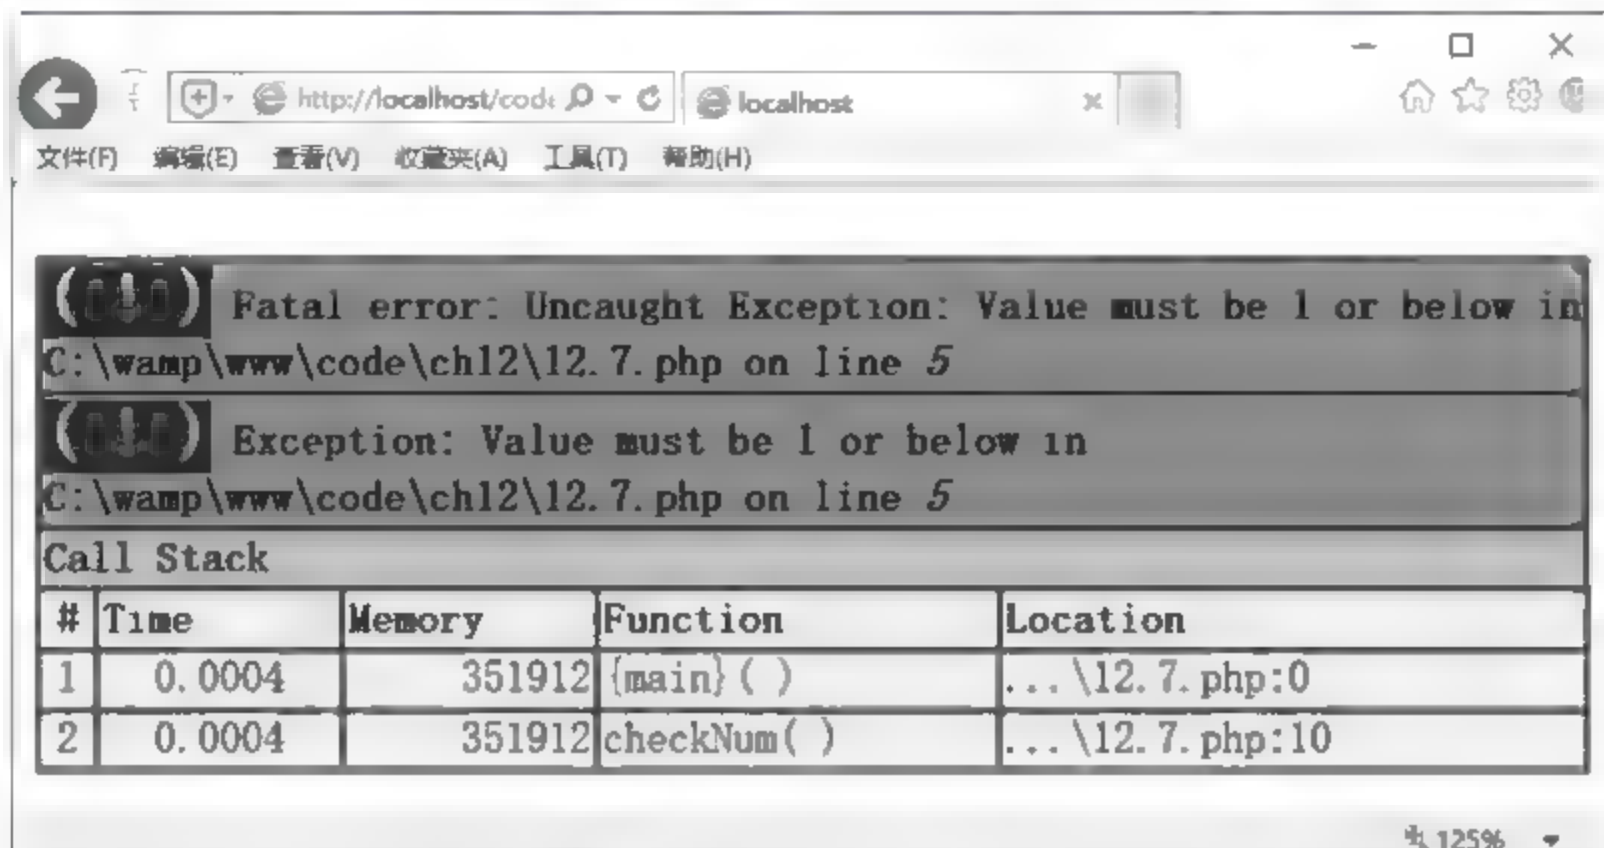 http://localhost/cod
localhost
文件(F) 编辑(E) 查看(V) 收藏夹(A) 工具(T) 帮助(H)
Fatal error: Uncaught Exception: Value must be 1 or below in
C:\wamp\www\code\ch12\12.7.php on line 5
Exception: Value must be 1 or below in
C:\wamp\www\code\ch12\12.7.php on line 5
Call Stack
# Time Memory Function Location
1 0.0004 351912 {main}( ) ...\12.7.php:0
2 0.0004 351912 checkNum( ) ...\12.7.php:10
125%